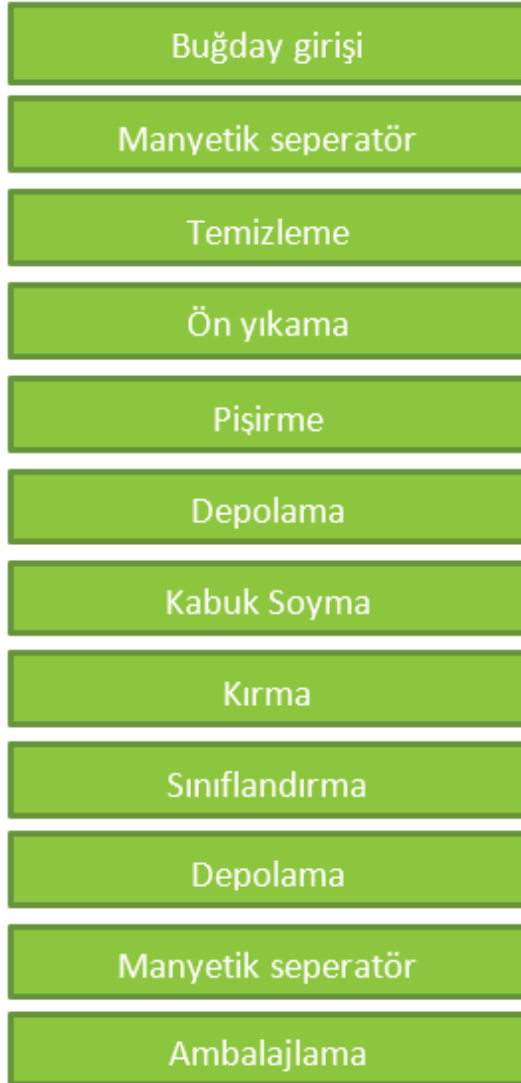 Buğday girişi
Manyetik seperatör
Temizleme
Ön yıkama
Pişirme
Depolama
Kabuk Soyma
Kırma
Sınıflandırma
Depolama
Manyetik seperatör
Ambalajlama